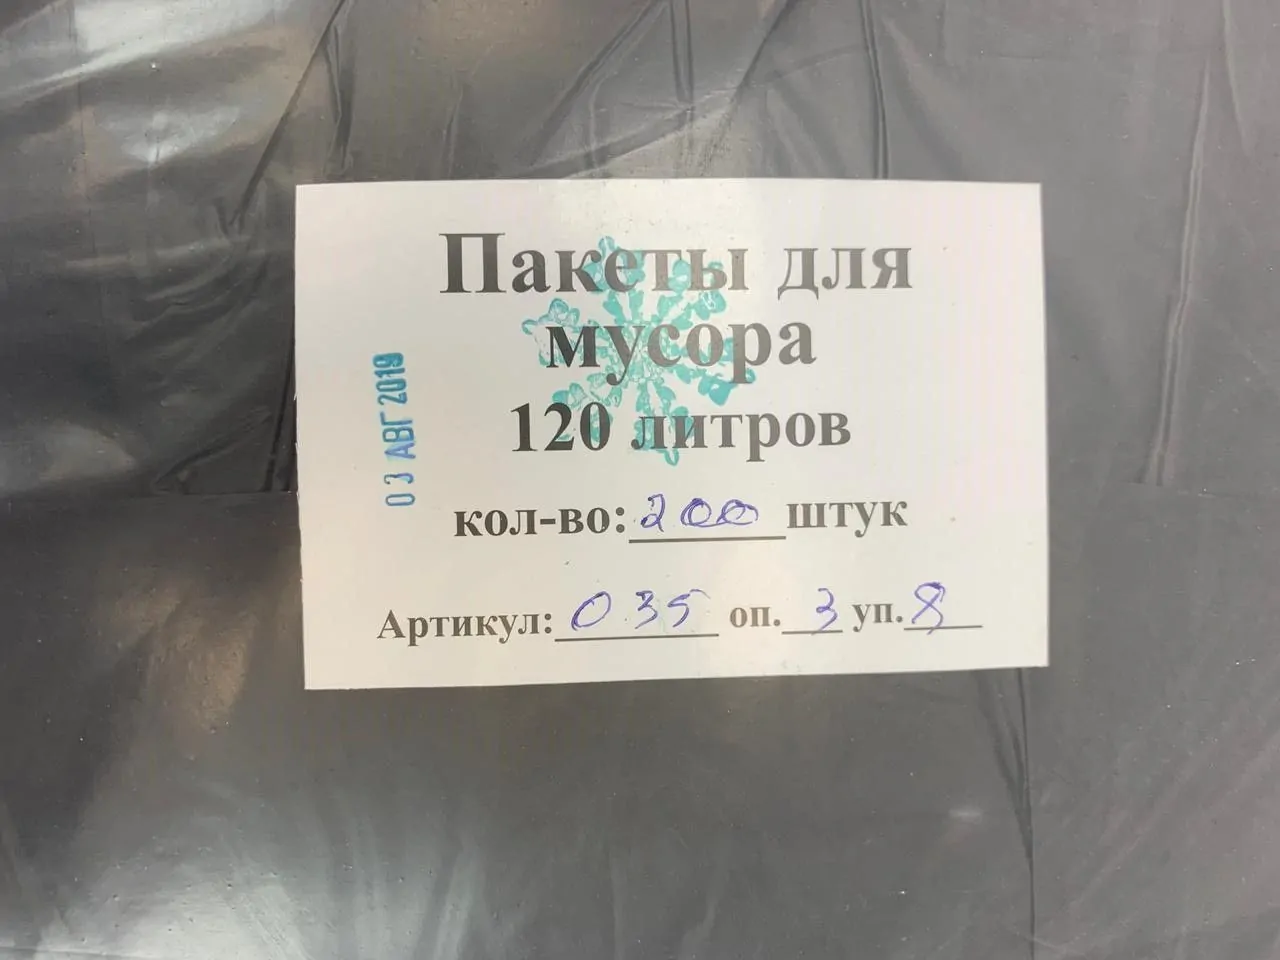 Пакеты для
мусора
120 литров
кол-во: 200 штук
Артикул: 035 оп. 3 уп. 8
03 АВГ 2019